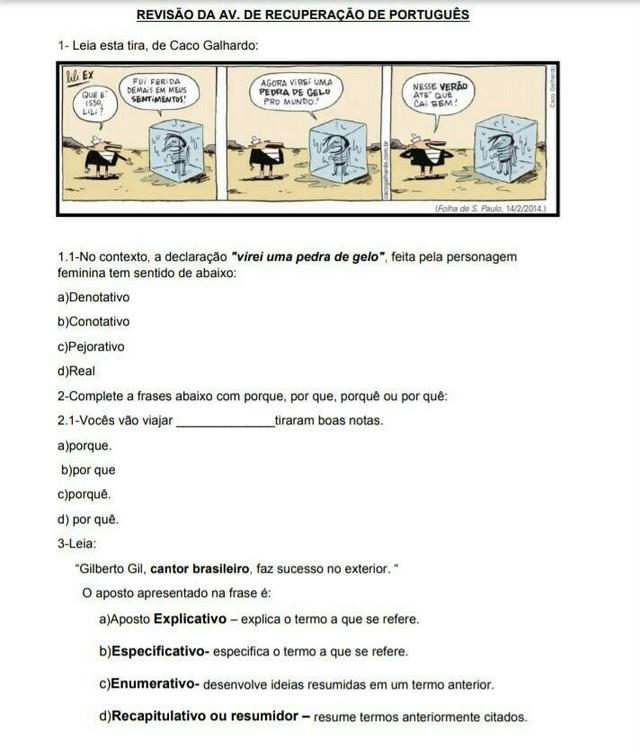 REVISÃO DA AV. DE RECUPERAÇÃO DE PORTUGUÊS
1- Leia esta tira, de Caco Galhardo:
lili EX
QUE É
ISSO,
LILI?
FUI FERIDA
DEMAIS EM MEUS
SENTIMENTOS!
AGORA VIREI UMA
PEDRA DE GELO
PRO MUNDO!
NESSE VERÃO
ATÉ QUE
CAI BEM!
Caco Galhardo
cacogalhardo.com.br
(Folha de S. Paulo, 14/2/2014.)
1.1-No contexto, a declaração "virei uma pedra de gelo", feita pela personagem
feminina tem sentido de abaixo:
a)Denotativo
b)Conotativo
c)Pejorativo
d)Real
2-Complete a frases abaixo com porque, por que, porquê ou por quê:
2.1-Vocês vão viajar _______________tiraram boas notas.
a)porque.
b)por que
c)porquê.
d) por quê.
3-Leia:
"Gilberto Gil, cantor brasileiro, faz sucesso no exterior. "
O aposto apresentado na frase é:
a)Aposto Explicativo – explica o termo a que se refere.
b)Especificativo- especifica o termo a que se refere.
c)Enumerativo- desenvolve ideias resumidas em um termo anterior.
d)Recapitulativo ou resumidor – resume termos anteriormente citados.